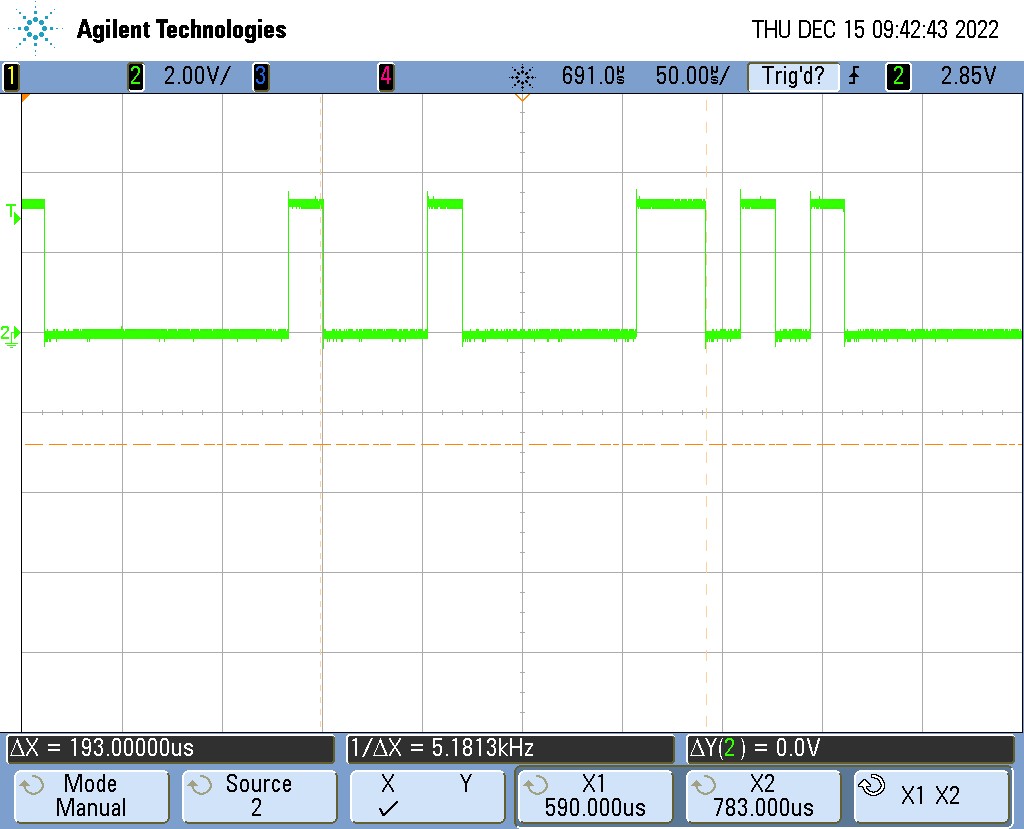 Agilent Technologies
THU DEC 15 09:42:43 2022
1 2 2.00V/ 3 4 691.0µs 50.00µs/ Trig'd? 2 2.85V
T
2
ΔX = 193.00000us 1/ΔX = 5.1813kHz ΔY(2) = 0.0V
Mode Source X Y X1 X2 X1 X2
Manual 2 ✓ 590.000us 783.000us